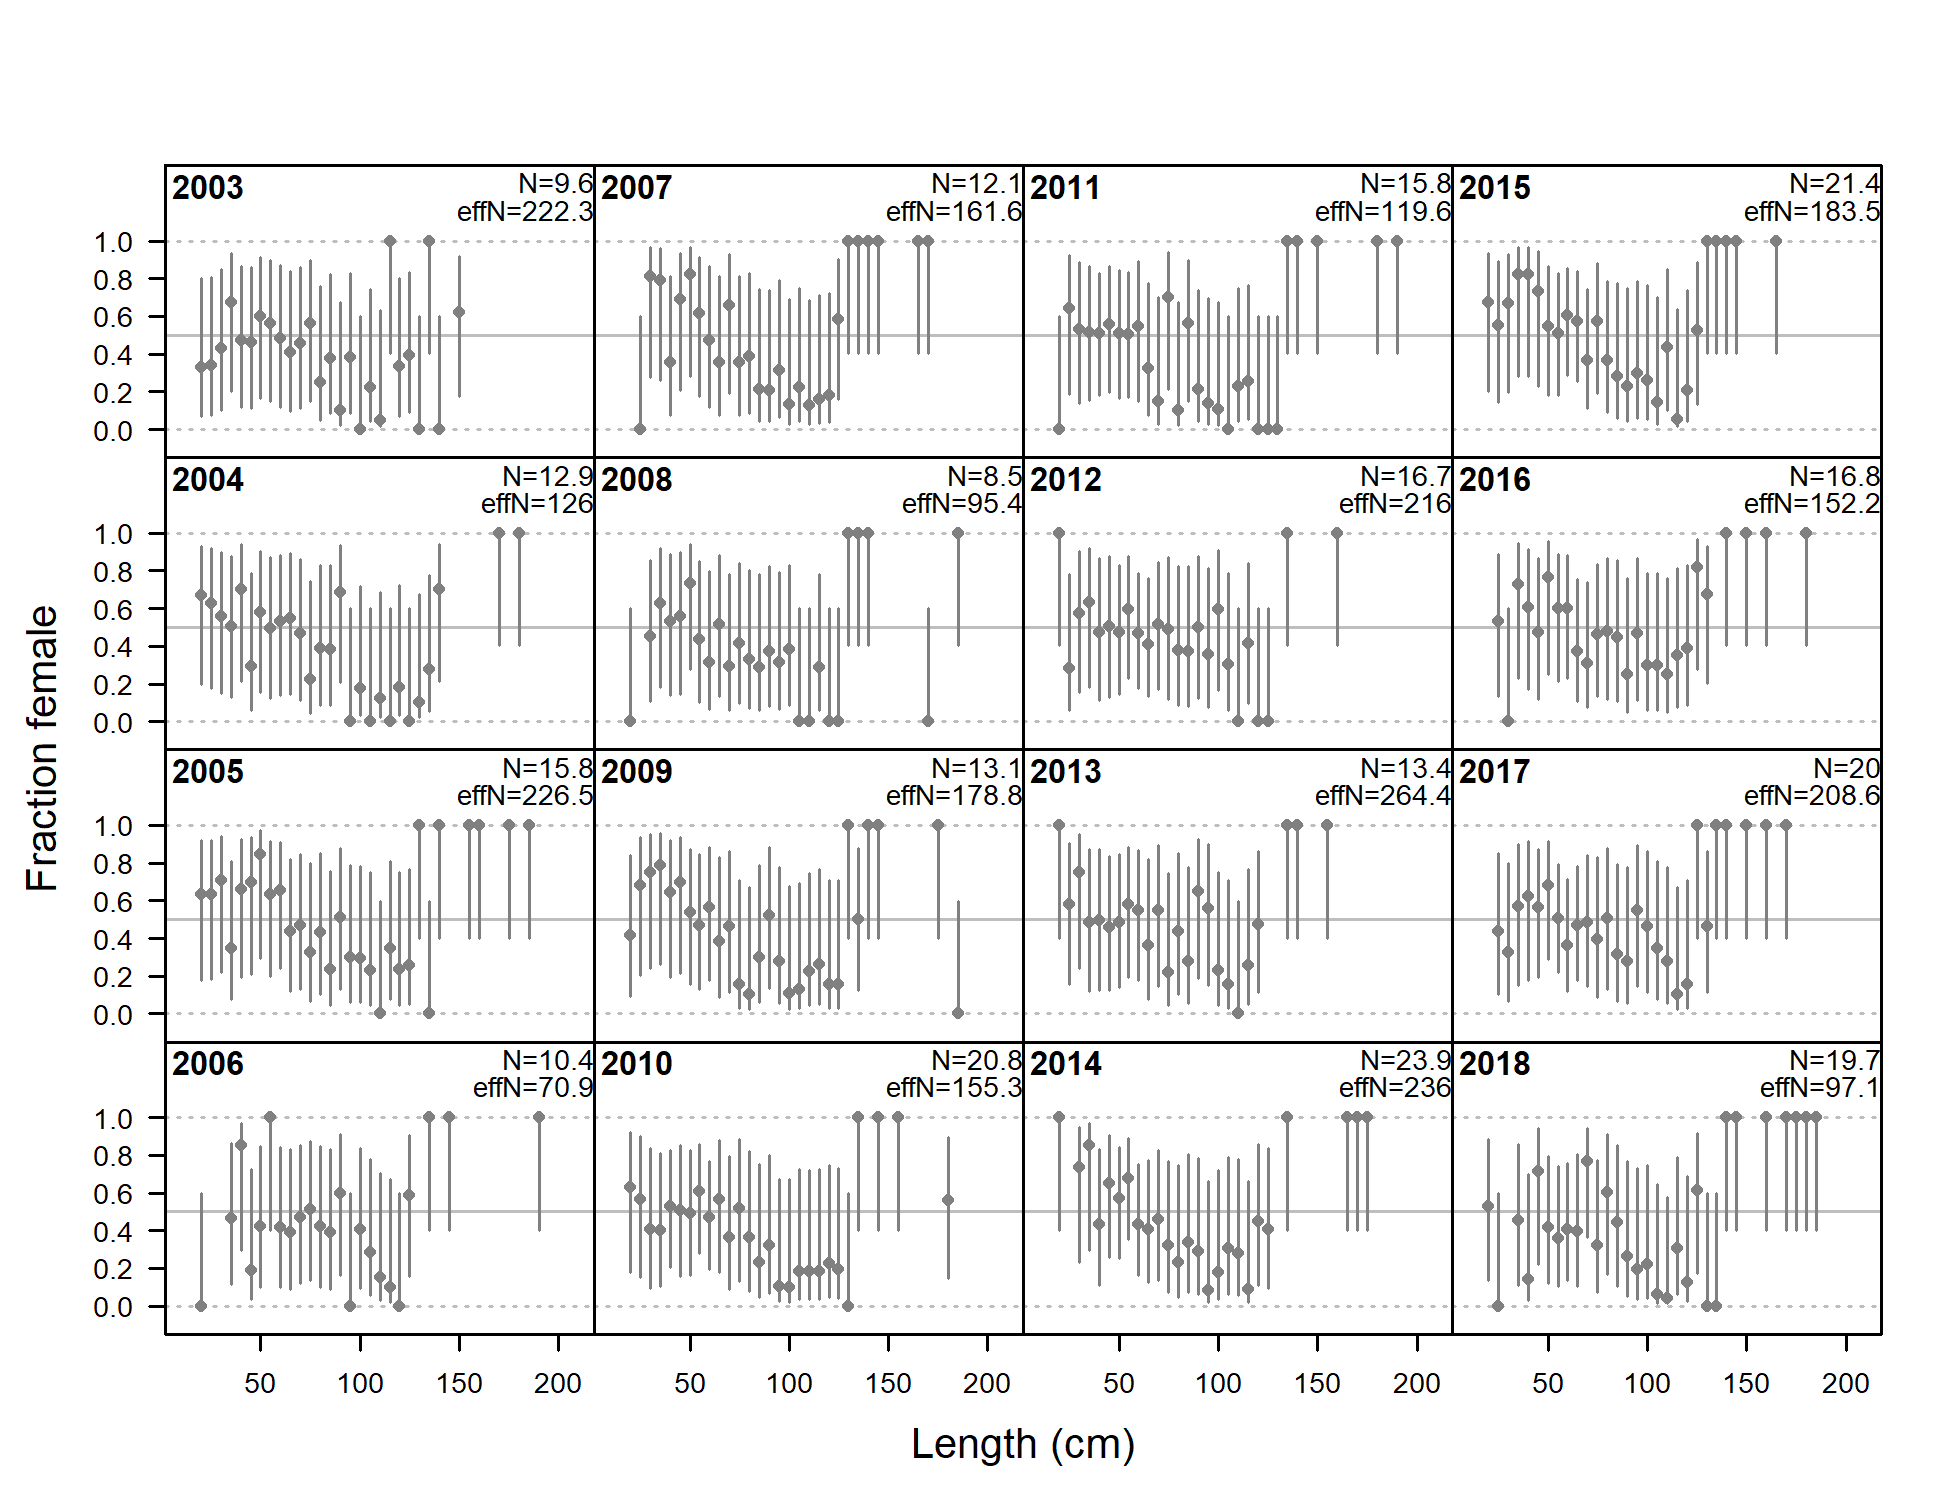 Fraction female
2003 N=9.6 2007 N=12.1 2011 N=15.8 2015 N=21.4
effN=222.3 effN=161.6 effN=119.6 effN=183.5
1.0
0.8
0.6
0.4
0.2
0.0
2004 N=12.9 2008 N=8.5 2012 N=16.7 2016 N=16.8
effN=126 effN=95.4 effN=216 effN=152.2
1.0
0.8
0.6
0.4
0.2
0.0
2005 N=15.8 2009 N=13.1 2013 N=13.4 2017 N=20
effN=226.5 effN=178.8 effN=264.4 effN=208.6
1.0
0.8
0.6
0.4
0.2
0.0
2006 N=10.4 2010 N=20.8 2014 N=23.9 2018 N=19.7
effN=70.9 effN=155.3 effN=236 effN=97.1
1.0
0.8
0.6
0.4
0.2
0.0
50 100 150 200 50 100 150 200 50 100 150 200 50 100 150 200
Length (cm)